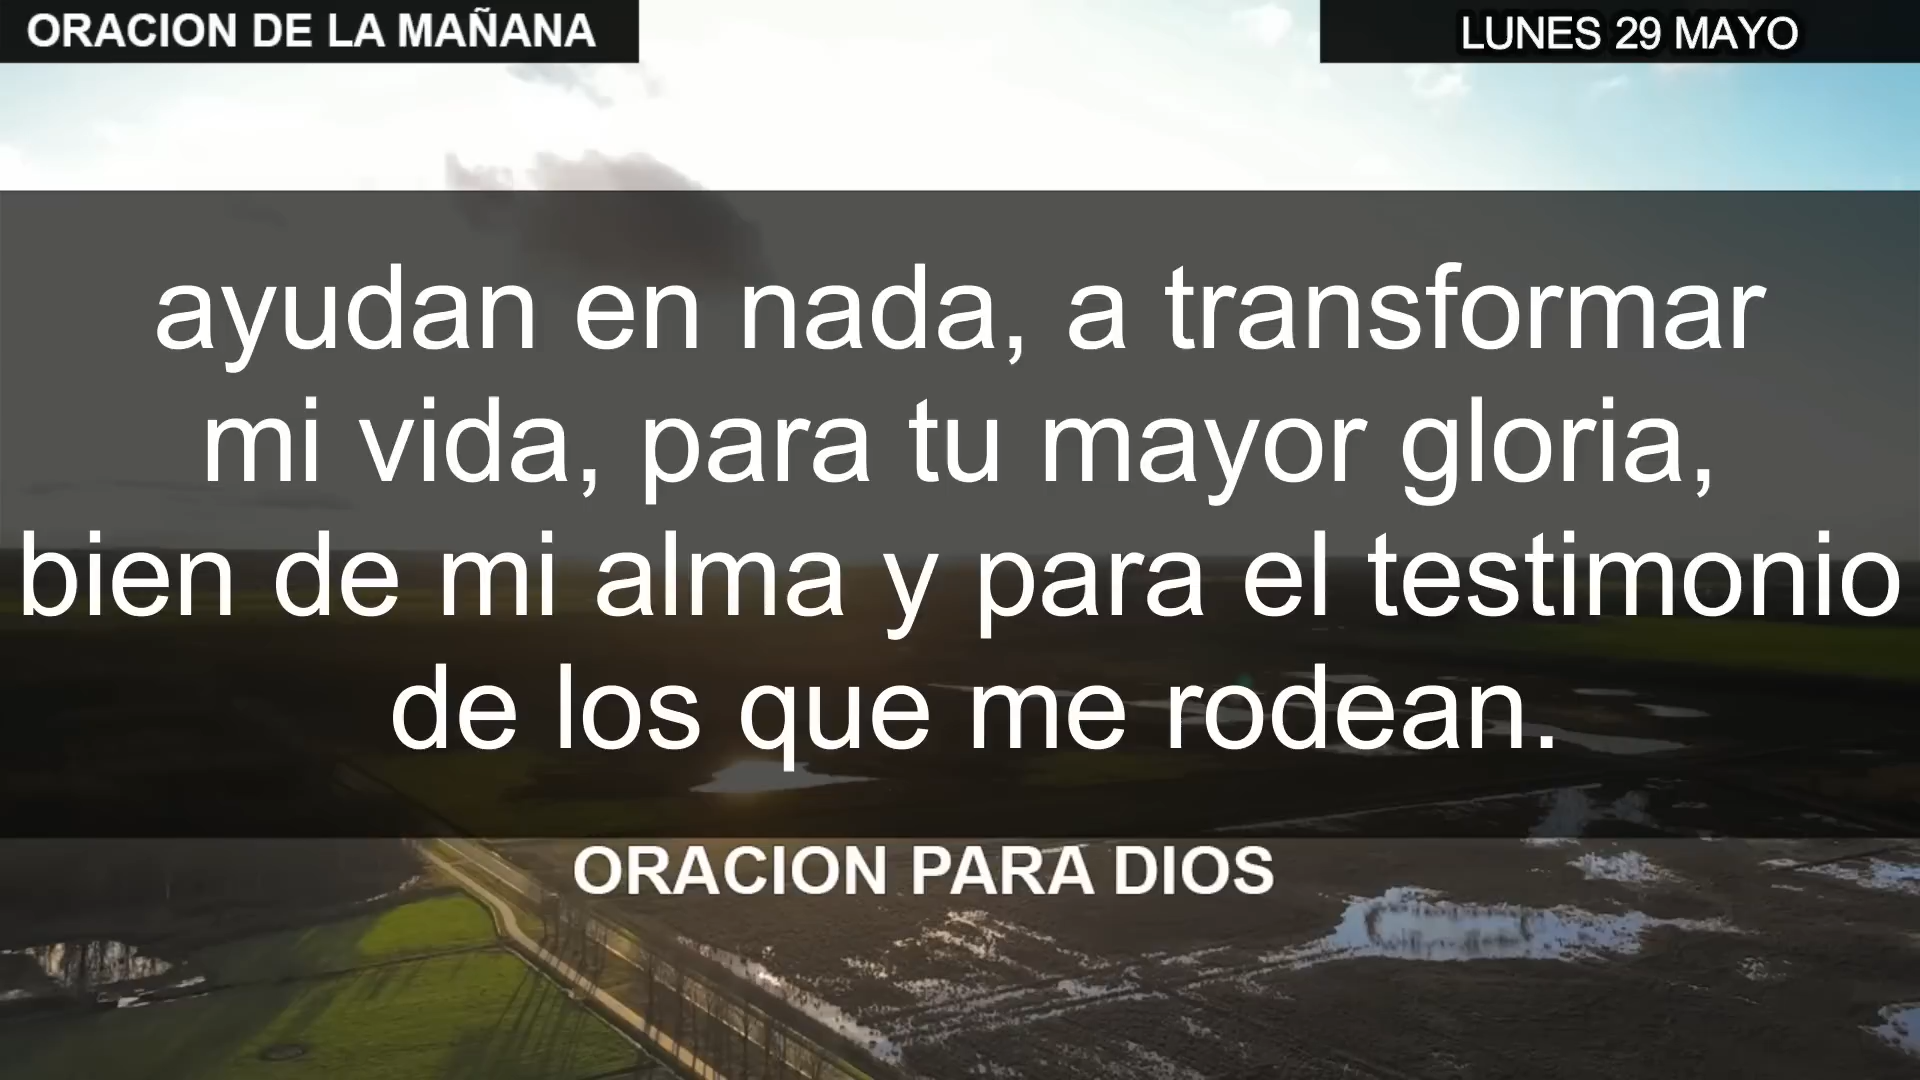 ORACION DE LA MAÑANA
LUNES 29 MAYO
ayudan en nada, a transformar
mi vida, para tu mayor gloria,
bien de mi alma y para el testimonio
de los que me rodean.
ORACION PARA DIOS